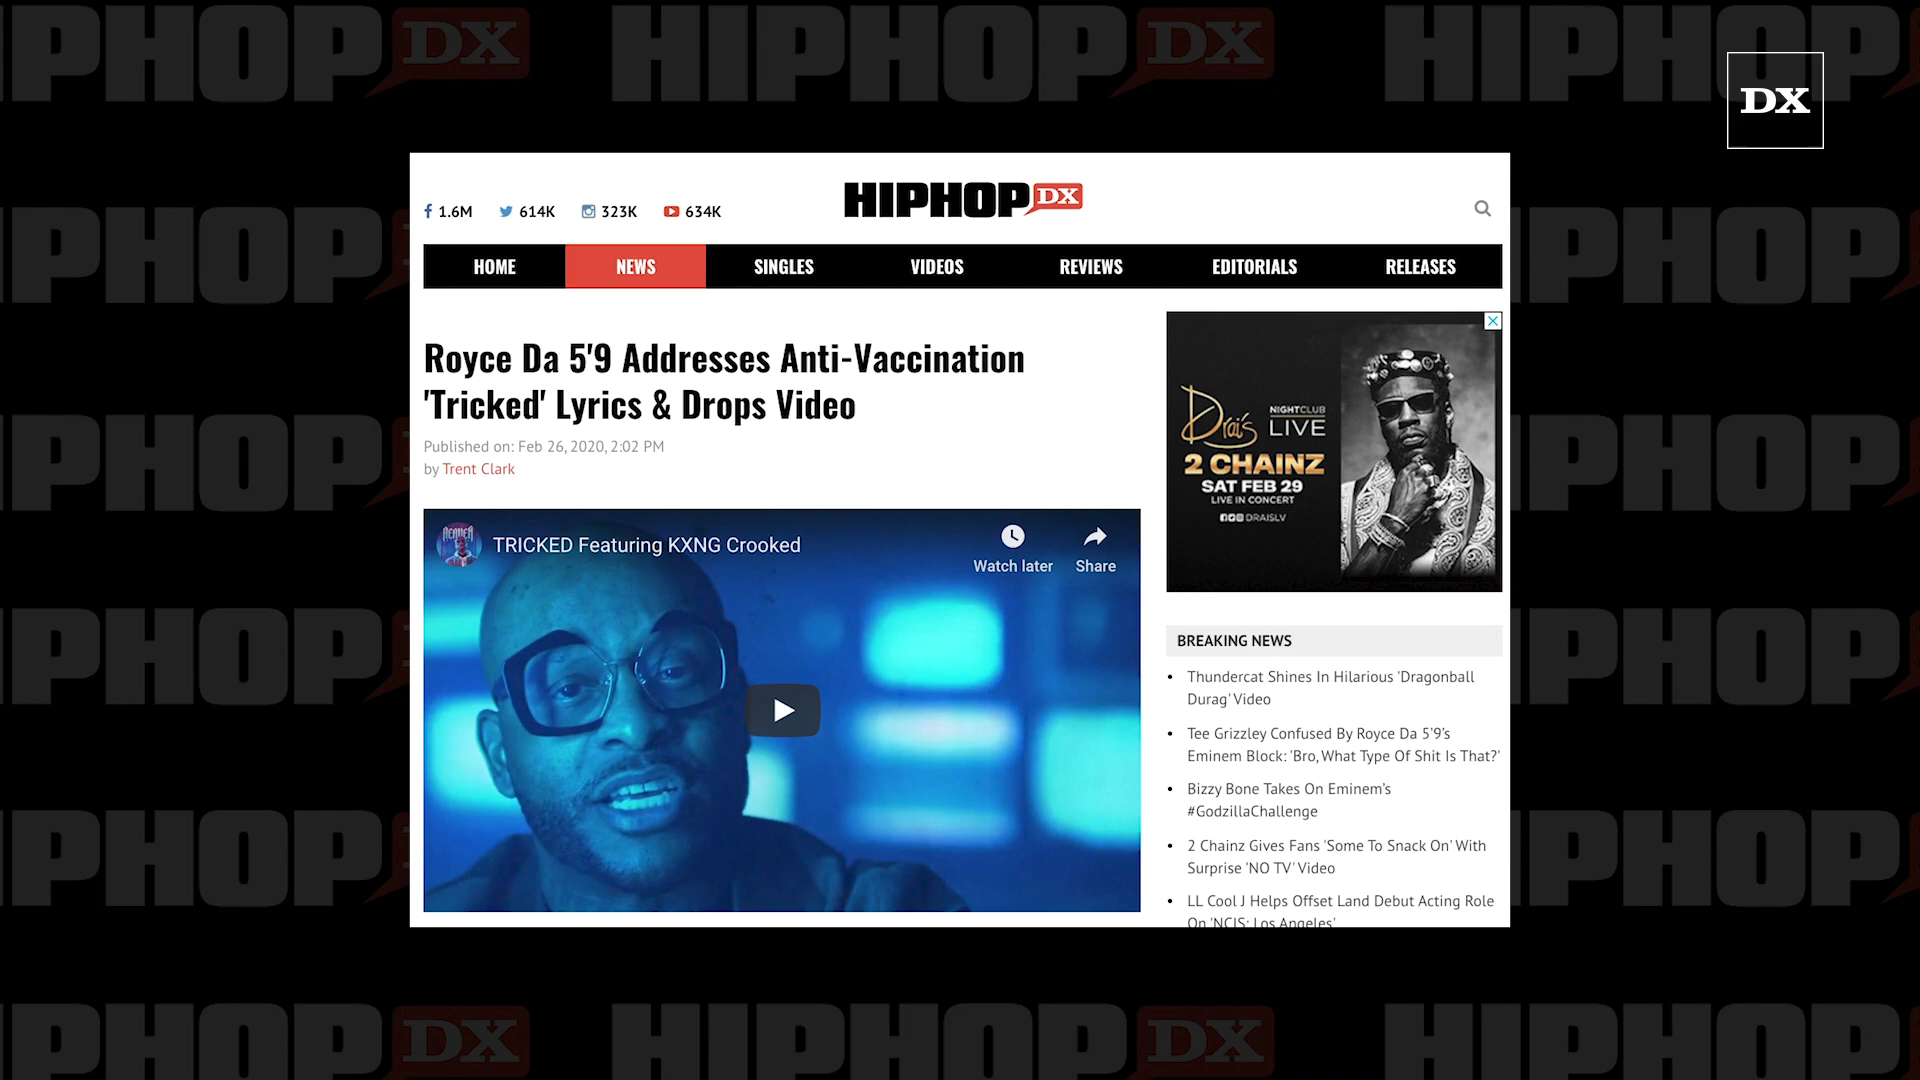 HIPHOP DX
HIPHOP DX
HIPHOP
DX
1.6M
614K
323K
634K
HIPHOP DX
HOME
NEWS
SINGLES
VIDEOS
REVIEWS
EDITORIALS
RELEASES
Royce Da 5'9 Addresses Anti-Vaccination
'Tricked' Lyrics & Drops Video
Published on: Feb 26, 2020, 2:02 PM
by Trent Clark
TRICKED Featuring KXNG Crooked
Watch later
Share
Drai's
NIGHTCLUB
LIVE
2 CHAINZ
SAT FEB 29
LIVE IN CONCERT
DRAISLV
BREAKING NEWS
• Thundercat Shines In Hilarious 'Dragonball
Durag' Video
• Tee Grizzley Confused By Royce Da 5'9's
Eminem Block: 'Bro, What Type Of Shit Is That?'
• Bizzy Bone Takes On Eminem's
#GodzillaChallenge
• 2 Chainz Gives Fans 'Some To Snack On' With
Surprise 'NO TV' Video
• LL Cool J Helps Offset Land Debut Acting Role
On 'NCIS: Los Angeles'
HIPHOP DX
HIPHOP DX
HIPHOP